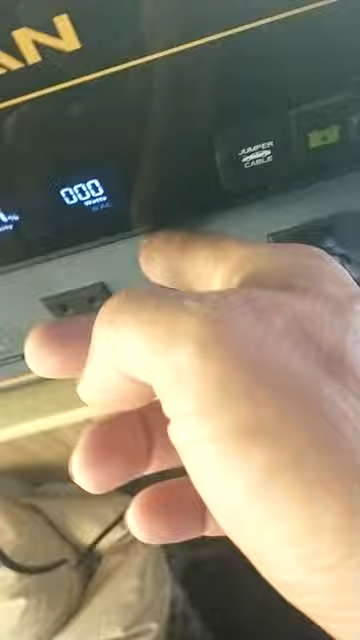 AN
%
000
Watts
JUMPER
CABLE